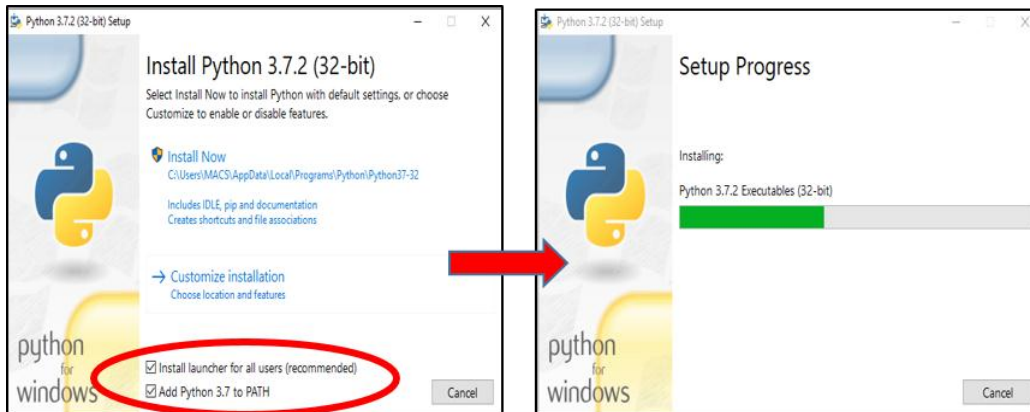 Python 3.7.2 (32-bit) Setup
Install Python 3.7.2 (32-bit)
Select Install Now to install Python with default settings, or choose
Customize to enable or disable features.
Install Now
C:\Users\MACS\AppData\Local\Programs\Python\Python37-32
Includes IDLE, pip and documentation
Creates shortcuts and file associations
Customize installation
Choose location and features
Install launcher for all users (recommended)
Add Python 3.7 to PATH
Cancel
python
for
windows
Python 3.7.2 (32-bit) Setup
Setup Progress
Installing:
Python 3.7.2 Executables (32-bit)
Cancel
python
for
windows